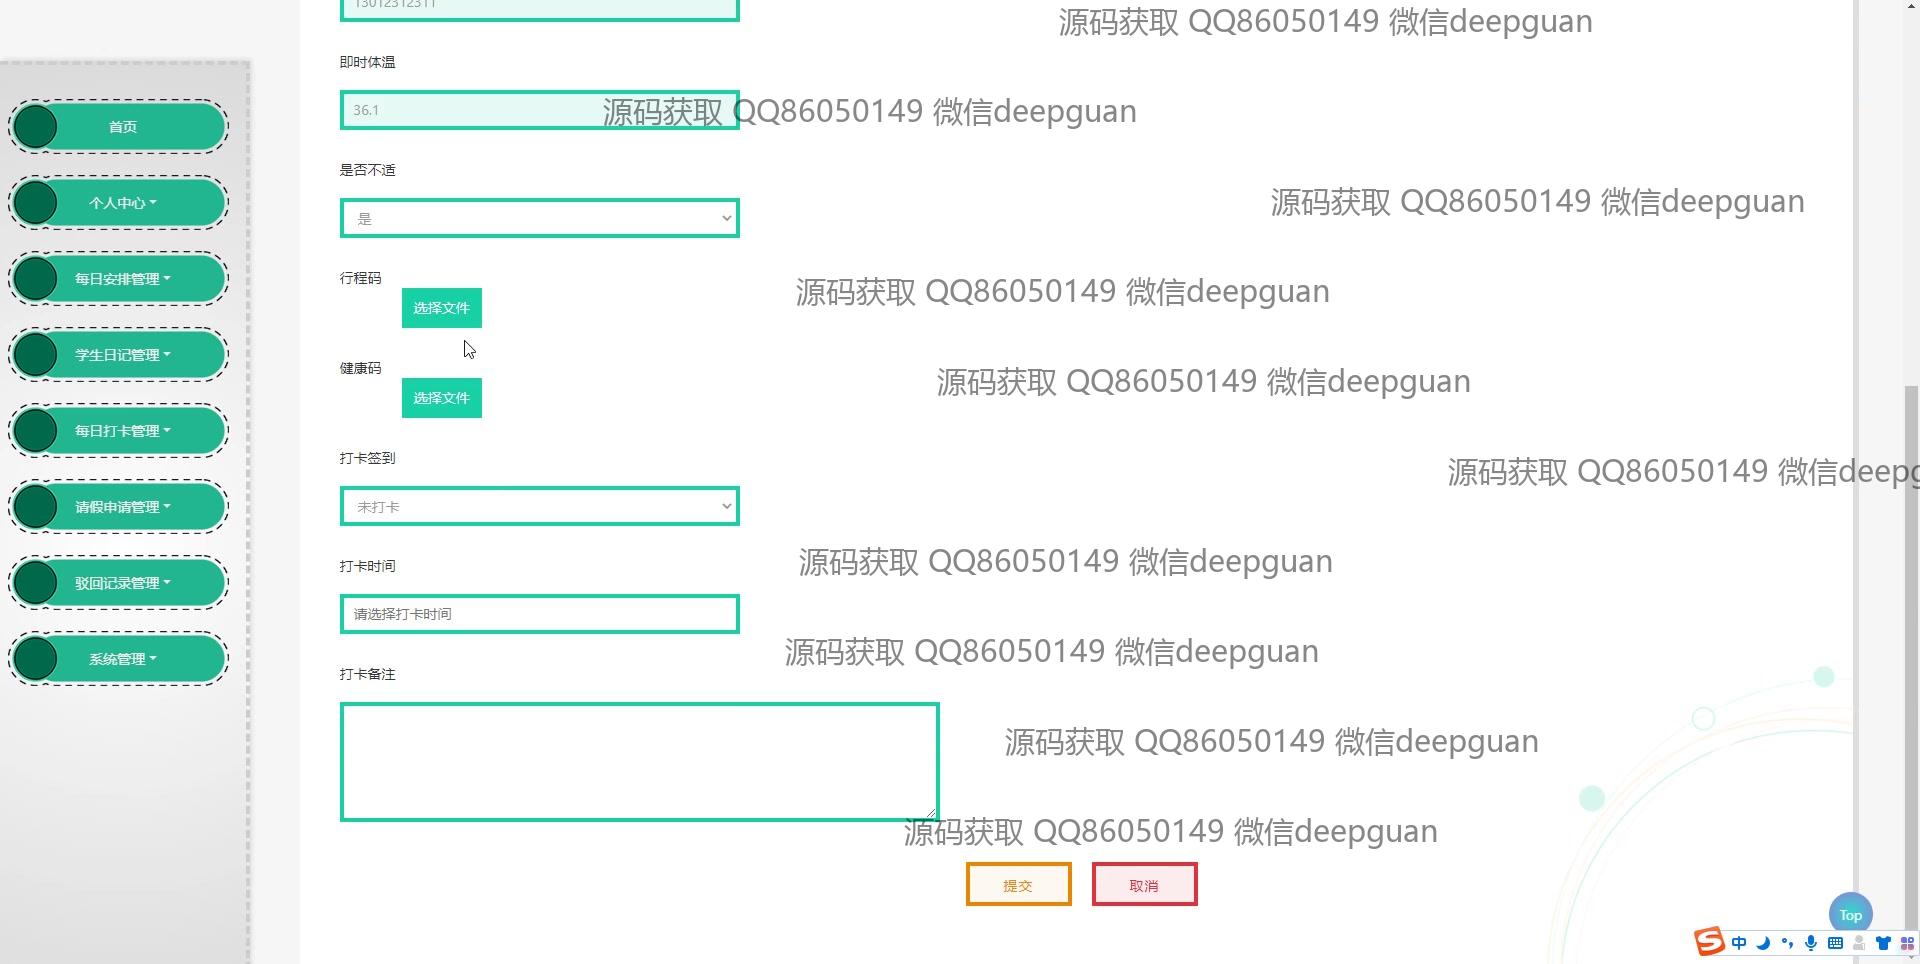 13012312311
源码获取 QQ86050149 微信deepguan
即时体温
36.1
源码获取 QQ86050149 微信deepguan
首页
是否不适
个人中心
是
源码获取 QQ86050149 微信deepguan
每日安排管理
行程码
选择文件
源码获取 QQ86050149 微信deepguan
学生日记管理
健康码
选择文件
源码获取 QQ86050149 微信deepguan
每日打卡管理
打卡签到
源码获取 QQ86050149 微信deepg
请假申请管理
未打卡
打卡时间
源码获取 QQ86050149 微信deepguan
驳回记录管理
请选择打卡时间
系统管理
打卡备注
源码获取 QQ86050149 微信deepguan
源码获取 QQ86050149 微信deepguan
源码获取 QQ86050149 微信deepguan
提交
取消
Top
中